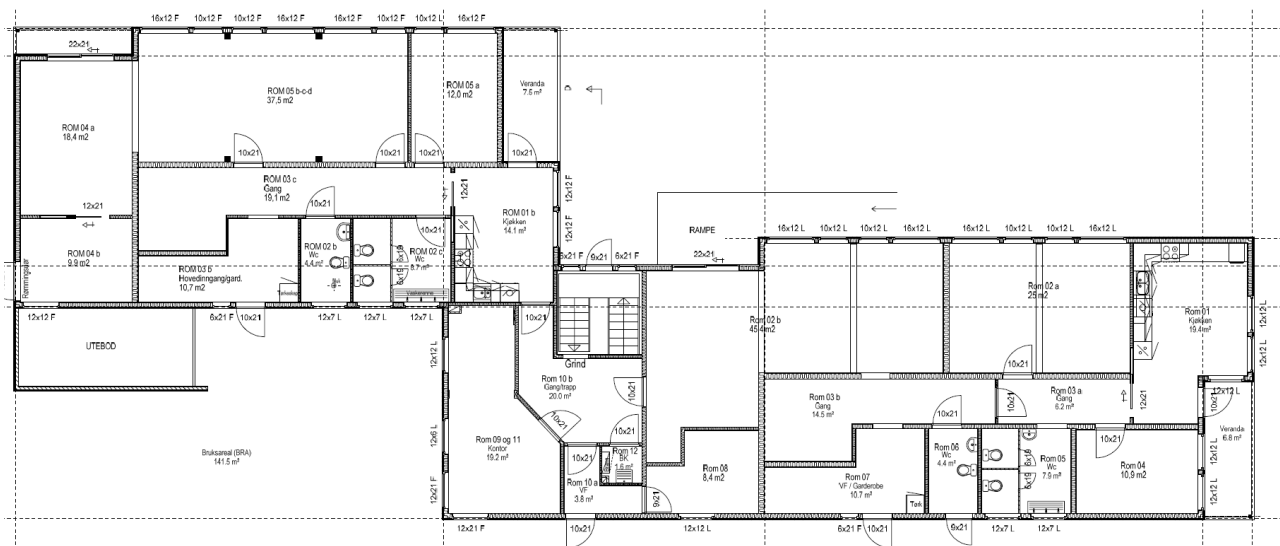 16x12 F 10x12 F 16x12 F 16x12 F 10x12 F 10x12 L 16x12 F
22x21
ROM 05 b-c-d
37,5 m2
ROM 05 a
12,0 m2
Veranda
7.5 m²
D
ROM 04 a
18,4 m2
10x21 10x21 10x21 10x21
ROM 03 c
Gang
19,1 m2
12x21
12x12 F
12x12 F
12x21
10x21
10x21
ROM 01 b
Kjøkken
14.1 m²
ROM 04 b
9.9 m2
ROM 02 b
Wc
4.4 m²
ROM 02 c
Wc
8.7 m²
6x19
6x19
ROM 03 b
Hovedinngang/gard.
10,7 m2
Rømningsluke
Vaskerenne
12x12 F 6x21 F 10x21 12x7 L 12x7 L 12x7 L
UTEBOD
6x21 F 9x21 6x21 F
RAMPE
22x21
16x12 L 10x12 L 10x12 L 16x12 L 16x12 L 10x12 L 16x12 L
10x21
Grind
Rom 10 b
Gang/trapp
20.0 m²
10x21
10x21
10x21
Rom 02 b
45.4 m2
Rom 02 a
25 m2
Rom 01
Kjøkken
19.4 m²
12x12 L
12x12 L
12x12 L
12x6 L
12x21 F
Rom 09 og 11
Kontor
19.2 m²
Bruksareal (BRA)
141.5 m²
10x21
Rom 12
BK
1.6 m²
Rom 10 a
VF
3.8 m²
9x21
Rom 08
8,4 m2
10x21
Rom 03 b
Gang
14.5 m²
10x21
10x21
Rom 03 a
Gang
6.2 m²
12x21
12x12 L
10x21
Veranda
6.8 m²
12x12 L
12x12 L
Rom 07
VF / Garderobe
10.7 m²
Tørk
Rom 06
Wc
4.4 m²
6x19
6x19
Rom 05
Wc
7.9 m²
10x21
Rom 04
10,9 m2
12x21 F 10x21 12x12 L 6x21 F 10x21 9x21 12x7 L 12x7 L